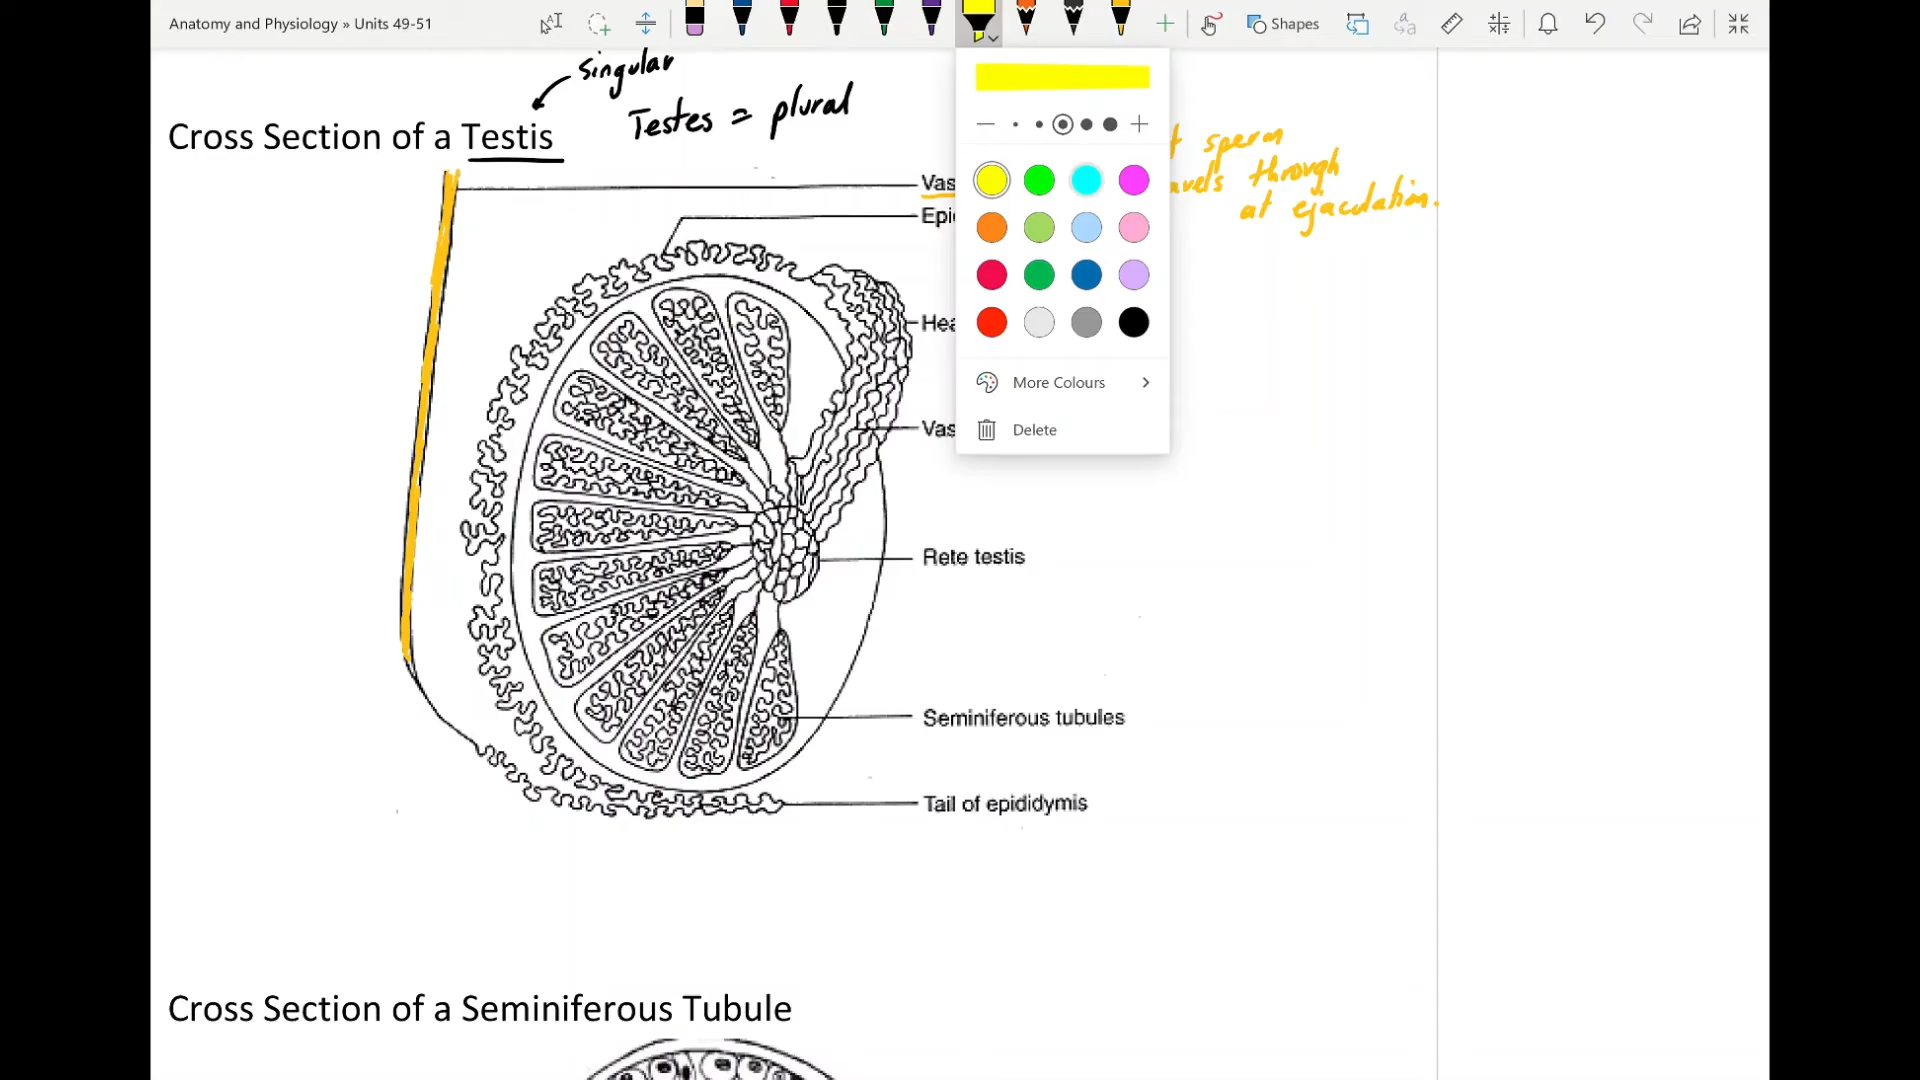 Anatomy and Physiology » Units 49-51
Shapes
singular
Testes = plural
Cross Section of a Testis
sperm
through
at ejaculation.
Vas
Epi
Hea
Vas
More Colours
Delete
Rete testis
Seminiferous tubules
Tail of epididymis
Cross Section of a Seminiferous Tubule